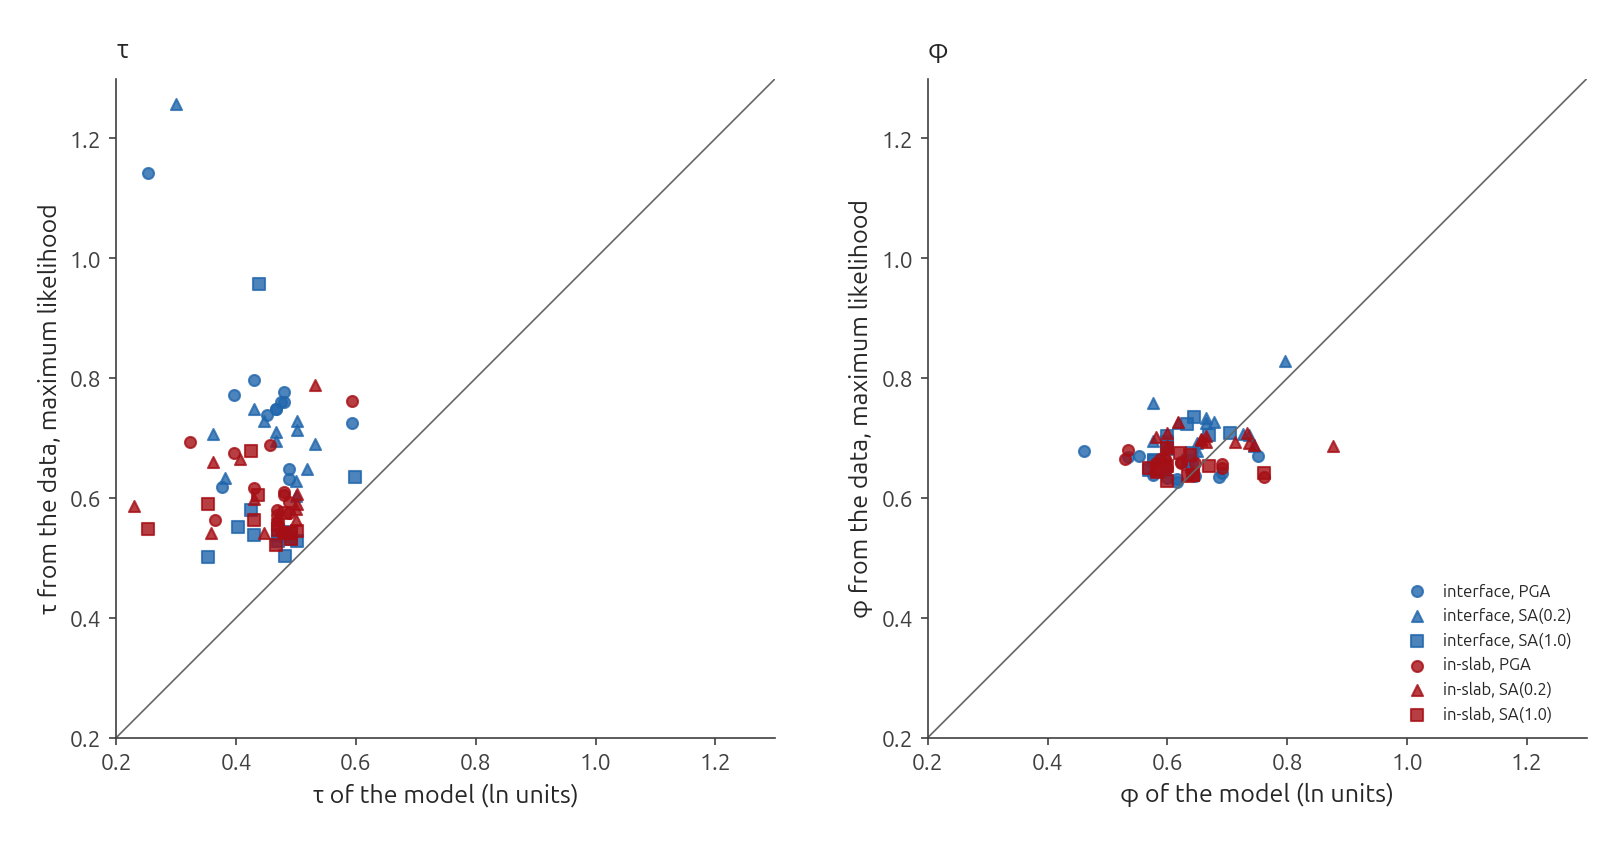 τ
τ from the data, maximum likelihood
1.2
1.0
0.8
0.6
0.4
0.2
0.2 0.4 0.6 0.8 1.0 1.2
τ of the model (ln units)
φ
φ from the data, maximum likelihood
1.2
1.0
0.8
0.6
0.4
0.2
interface, PGA
interface, SA(0.2)
interface, SA(1.0)
in-slab, PGA
in-slab, SA(0.2)
in-slab, SA(1.0)
0.2 0.4 0.6 0.8 1.0 1.2
φ of the model (ln units)